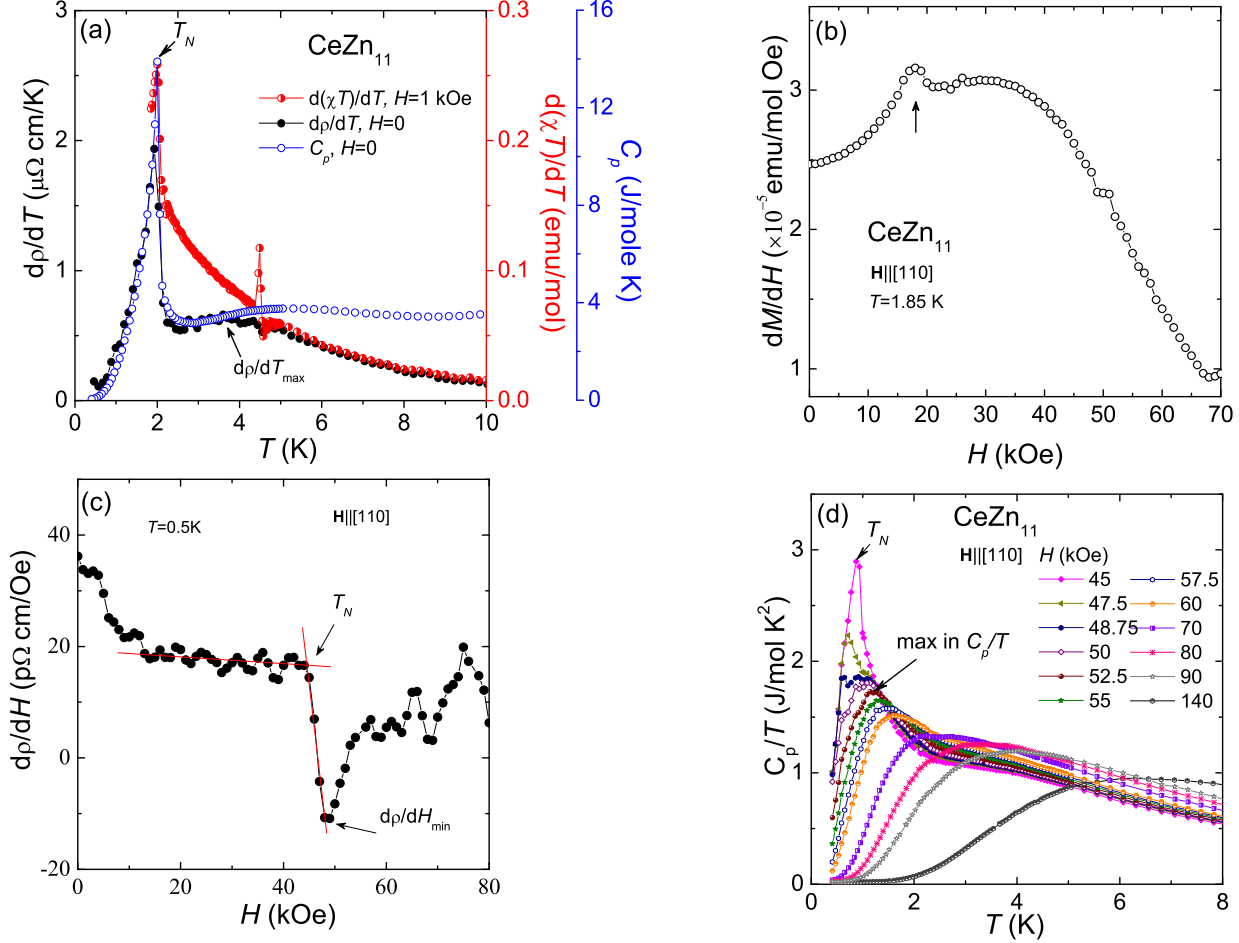 (a)
T_N
CeZn₁₁
d(χT)/dT, H=1 kOe
dρ/dT, H=0
C_p, H=0
dρ/dT_max
dρ/dT (μΩ cm/K)
3
2
1
0
0 2 4 6 8 10
T (K)
0.3
0.2
0.1
0.0
d(χT)/dT (emu/mol)
16
12
8
4
0
C_p (J/mole K)
(b)
CeZn₁₁
H||[110]
T=1.85 K
dM/dH (×10⁻⁵ emu/mol Oe)
3
2
1
0 10 20 30 40 50 60 70
H (kOe)
(c)
T=0.5K
H||[110]
T_N
dρ/dH_min
dρ/dH (pΩ cm/Oe)
40
20
0
-20
0 20 40 60 80
H (kOe)
(d)
CeZn₁₁
T_N
H||[110]
H (kOe)
45 57.5
47.5 60
48.75 70
50 80
52.5 90
55 140
max in C_p/T
C_p/T (J/mol K²)
3
2
1
0
0 2 4 6 8
T (K)